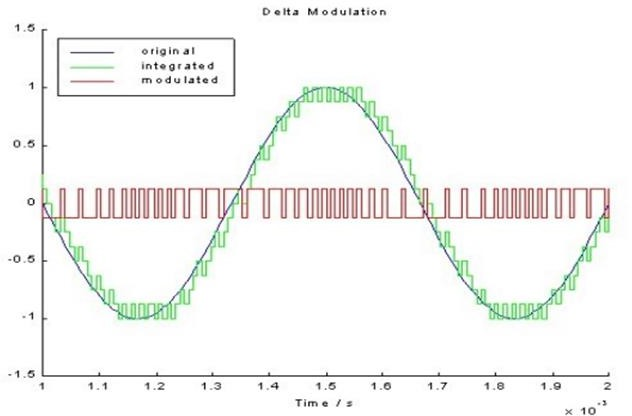 Delta Modulation
1.5
original
integrated
modulated
1
0.5
0
-0.5
-1
-1.5
1 1.1 1.2 1.3 1.4 1.5 1.6 1.7 1.8 1.9 2
Time / s
× 10⁻³